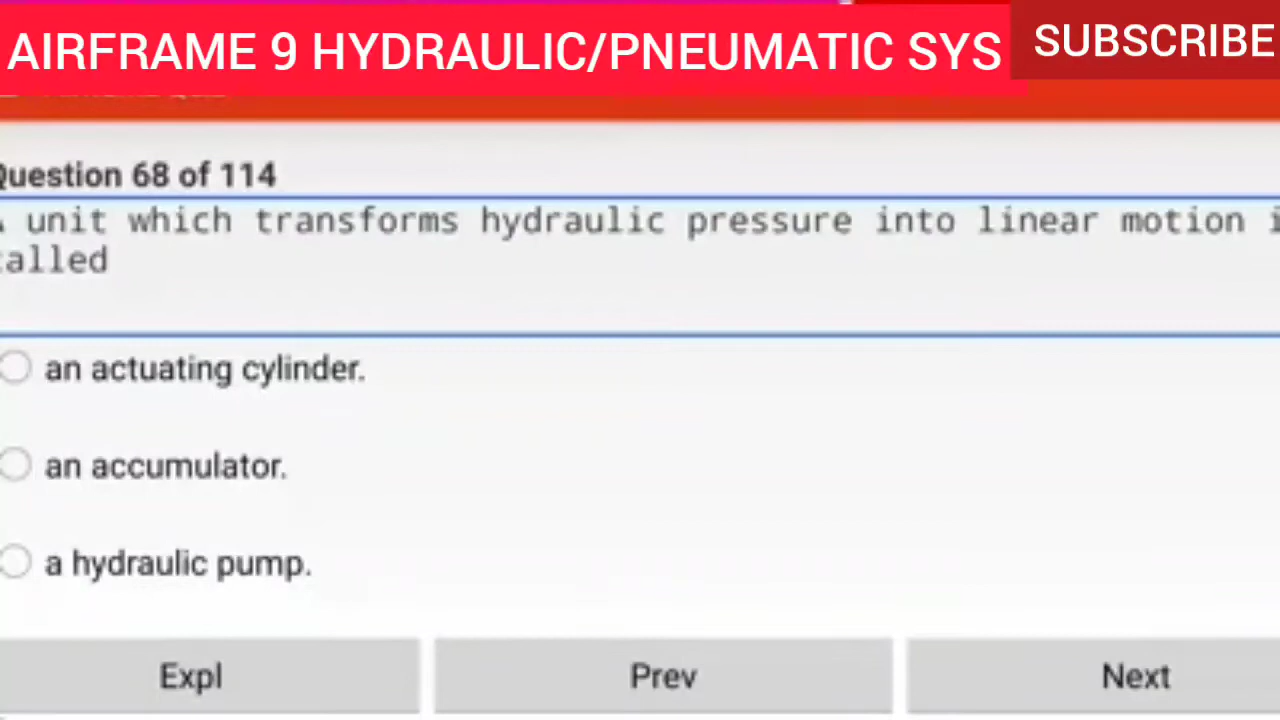 AIRFRAME 9 HYDRAULIC/PNEUMATIC SYS
SUBSCRIBE
Question 68 of 114
unit which transforms hydraulic pressure into linear motion
called
an actuating cylinder.
an accumulator.
a hydraulic pump.
Expl Prev Next